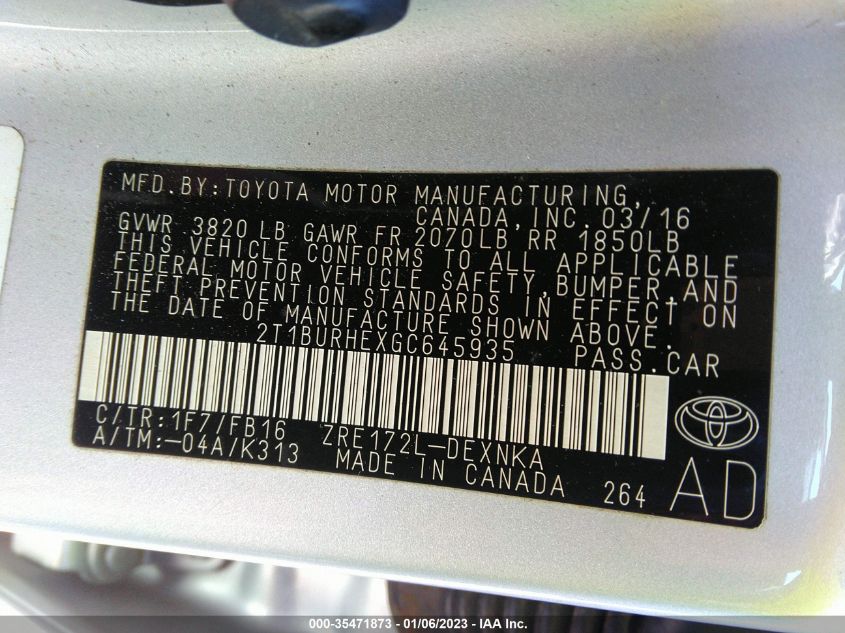 MFD.BY:TOYOTA MOTOR MANUFACTURING,
CANADA,INC. 03/16
GVWR 3820 LB GAWR FR 2070LB RR 1850LB
THIS VEHICLE CONFORMS TO ALL APPLICABLE
FEDERAL MOTOR VEHICLE SAFETY,BUMPER,AND
THEFT PREVENTION STANDARDS IN EFFECT ON
THE DATE OF MANUFACTURE SHOWN ABOVE.
2T1BURHEXGC645935 PASS.CAR
C/TR:1F7/FB16 ZRE172L-DEXNKA
A/TM:-04A/K313 MADE IN CANADA 264
AD
000-35471873 - 01/06/2023 - IAA Inc.